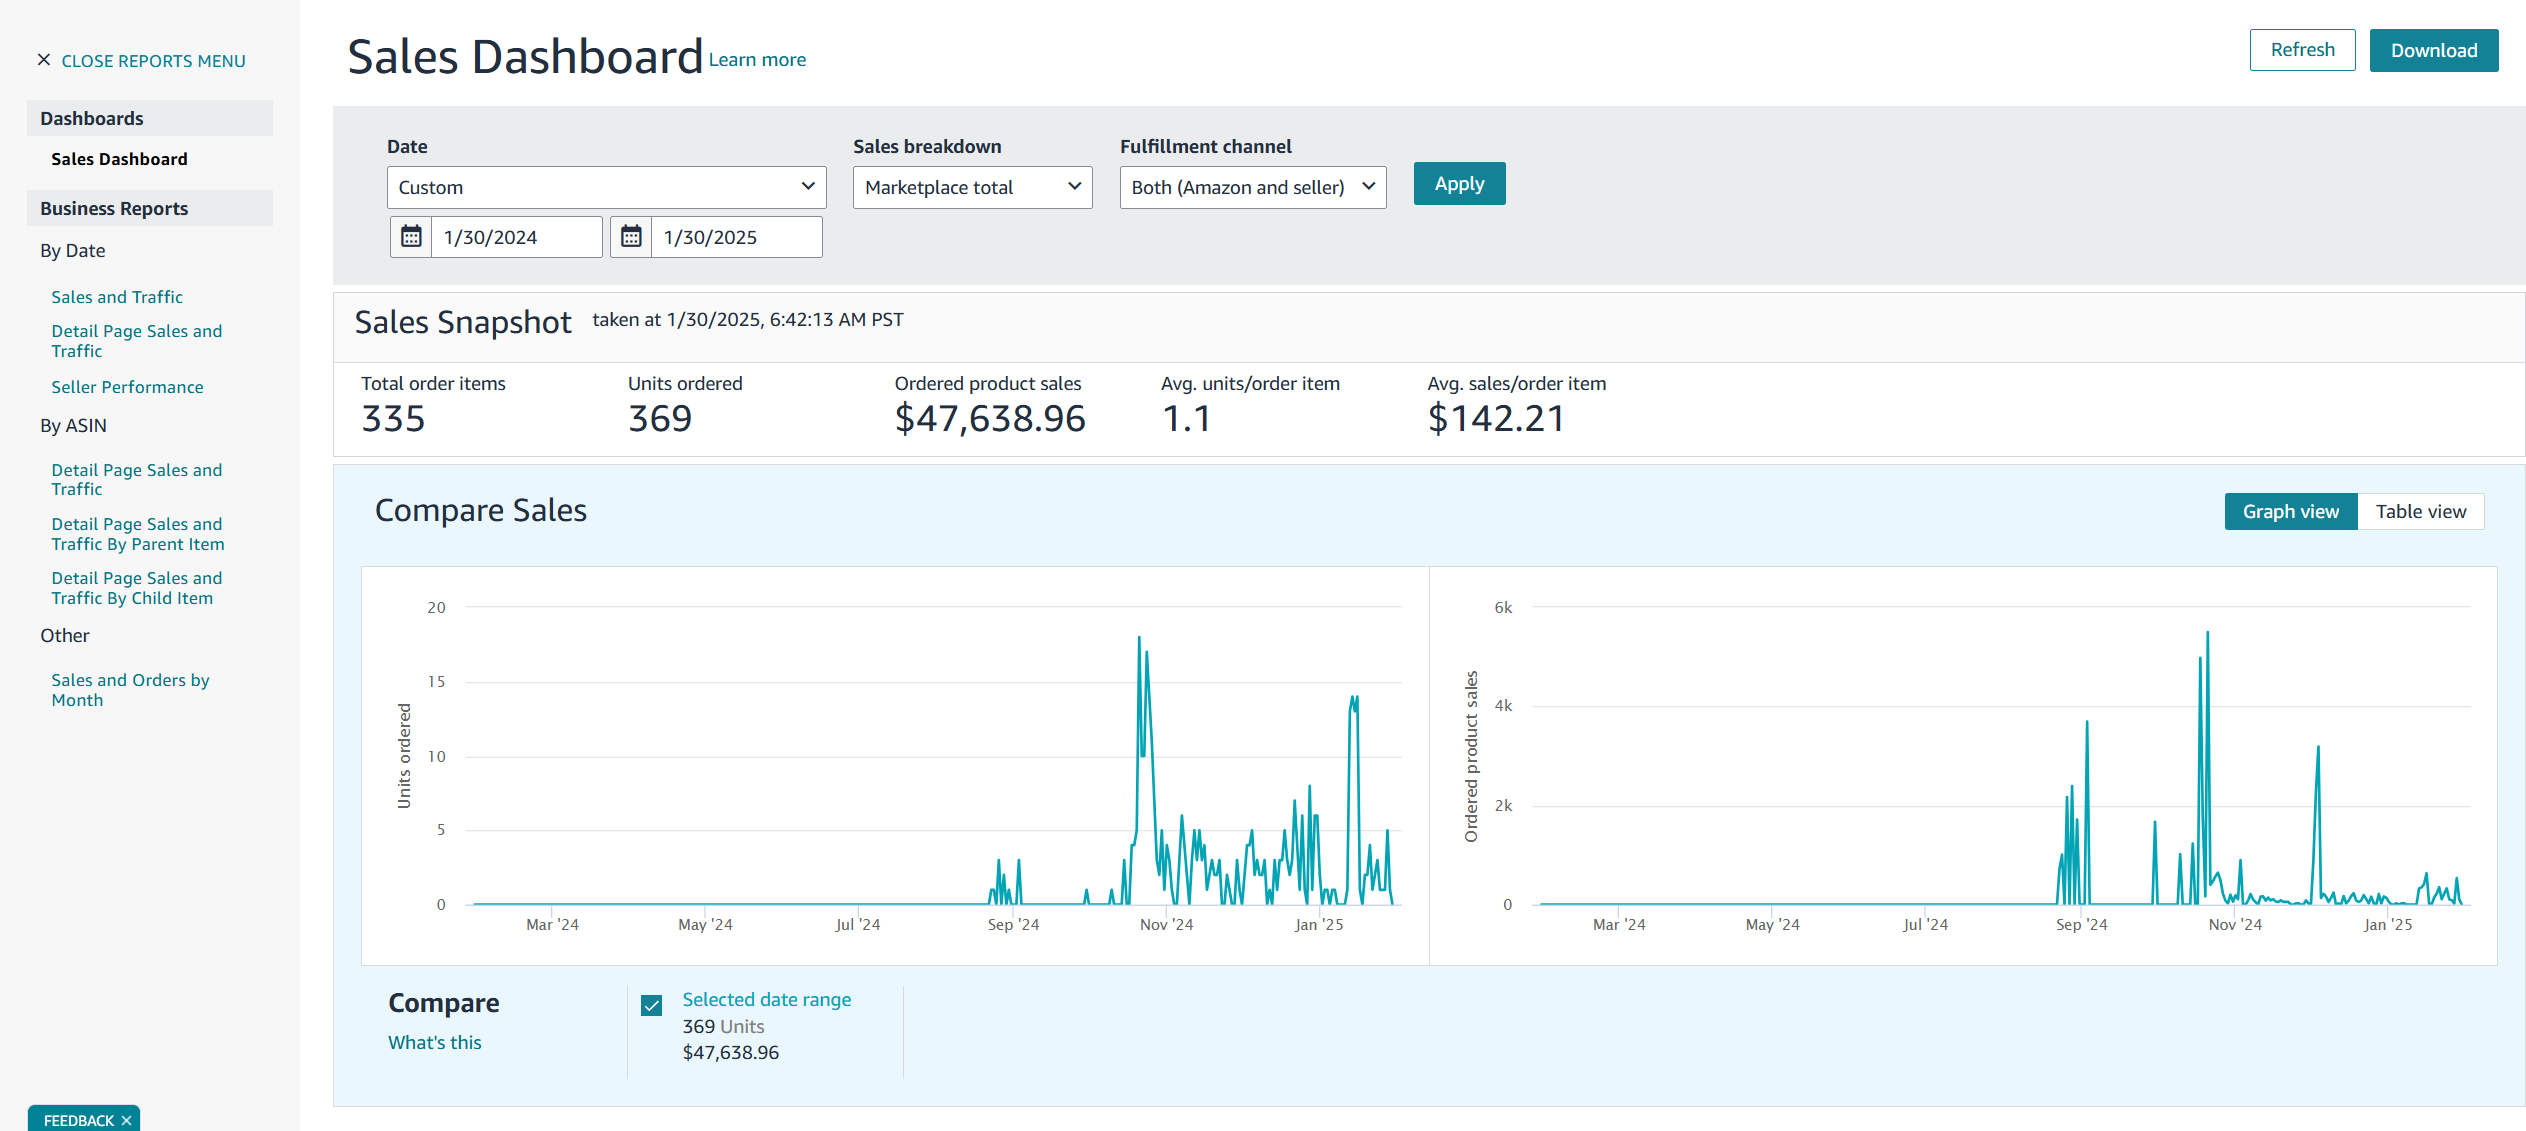 CLOSE REPORTS MENU
Dashboards
Sales Dashboard
Business Reports
By Date
Sales and Traffic
Detail Page Sales and
Traffic
Seller Performance
By ASIN
Detail Page Sales and
Traffic
Detail Page Sales and
Traffic By Parent Item
Detail Page Sales and
Traffic By Child Item
Other
Sales and Orders by
Month
FEEDBACK
Sales Dashboard Learn more
Refresh Download
Date Sales breakdown Fulfillment channel
Custom Marketplace total Both (Amazon and seller) Apply
1/30/2024 1/30/2025
Sales Snapshot taken at 1/30/2025, 6:42:13 AM PST
Total order items Units ordered Ordered product sales Avg. units/order item Avg. sales/order item
335 369 $47,638.96 1.1 $142.21
Compare Sales
Graph view Table view
Units ordered
20
15
10
5
0
Mar '24 May '24 Jul '24 Sep '24 Nov '24 Jan '25
Ordered product sales
6k
4k
2k
0
Mar '24 May '24 Jul '24 Sep '24 Nov '24 Jan '25
Compare
What's this
Selected date range
369 Units
$47,638.96